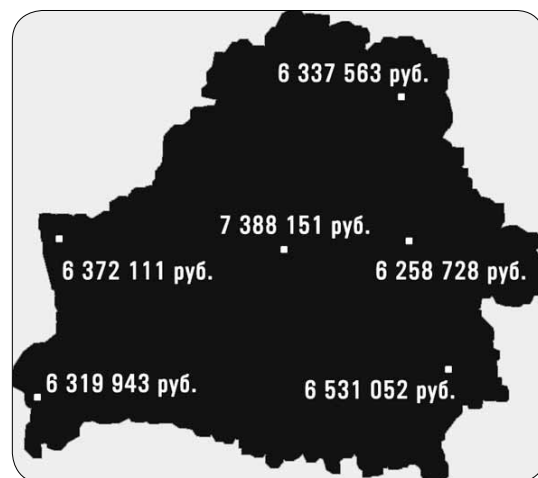 6 337 563 руб.
7 388 151 руб.
6 372 111 руб.
6 258 728 руб.
6 319 943 руб.
6 531 052 руб.